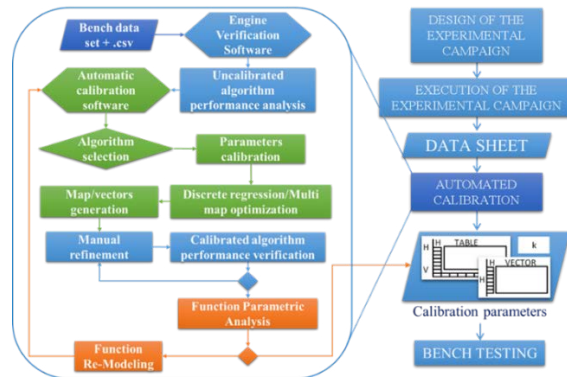 Bench data
set + .csv
Engine
Verification
Software
Automatic
calibration
software
Uncalibrated
algorithm
performance analysis
Algorithm
selection
Parameters
calibration
Map/vectors
generation
Discrete regression/Multi
map optimization
Manual
refinement
Calibrated algorithm
performance verification
Function Parametric
Analysis
Function
Re-Modeling
DESIGN OF THE
EXPERIMENTAL
CAMPAIGN
EXECUTION OF THE
EXPERIMENTAL CAMPAIGN
DATA SHEET
AUTOMATED
CALIBRATION
H
H
TABLE
k
V
H
H
VECTOR
Calibration parameters
BENCH TESTING